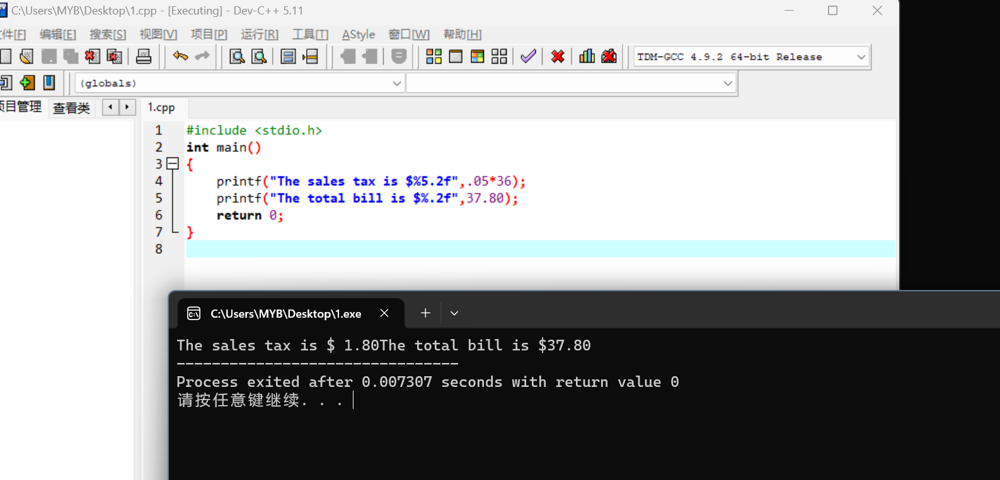 C:\Users\MYB\Desktop\1.cpp - [Executing] - Dev-C++ 5.11
件[F] 编辑[E] 搜索[S] 视图[V] 项目[P] 运行[R] 工具[T] AStyle 窗口[W] 帮助[H]
TDM-GCC 4.9.2 64-bit Release
(globals)
项目管理 查看类 1.cpp
1 #include <stdio.h>
2 int main()
3 {
4 printf("The sales tax is $%5.2f",.05*36);
5 printf("The total bill is $%.2f",37.80);
6 return 0;
7 }
8
C:\Users\MYB\Desktop\1.exe
The sales tax is $ 1.80The total bill is $37.80
--------------------------------
Process exited after 0.007307 seconds with return value 0
请按任意键继续. . .